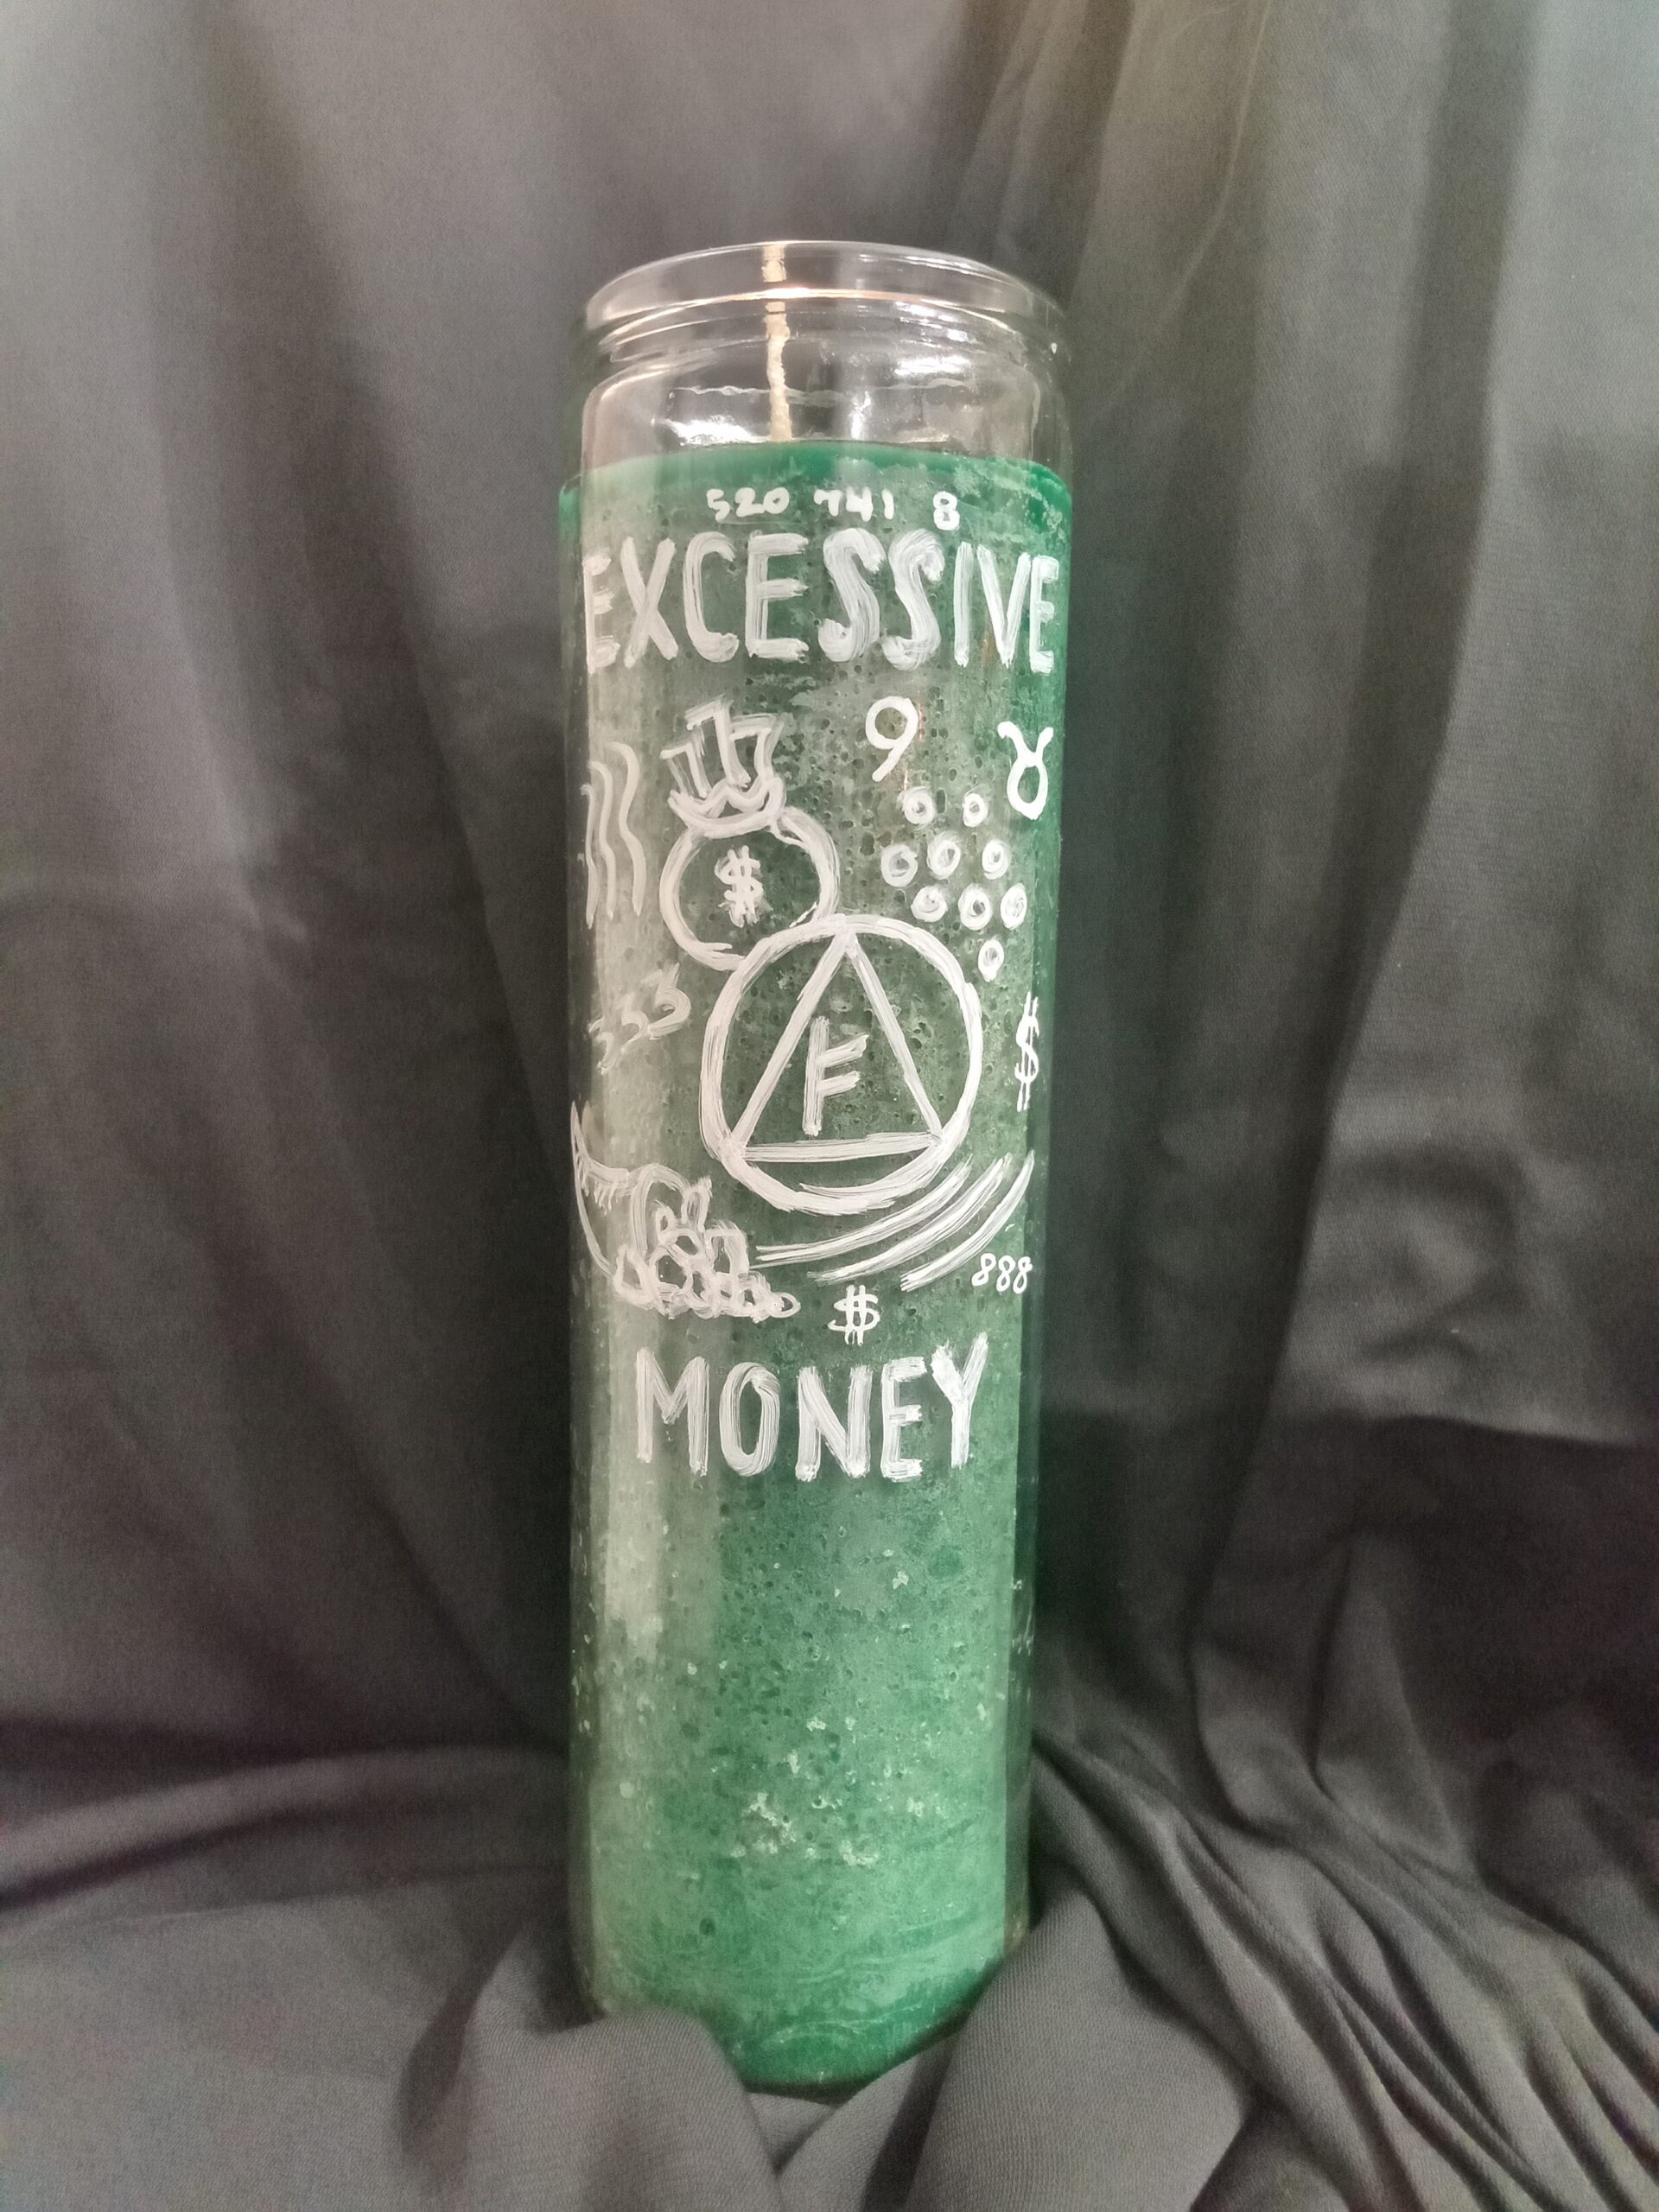 520 741 8
EXCESSIVE
9 ♉
$
333
F
$
888
$
MONEY